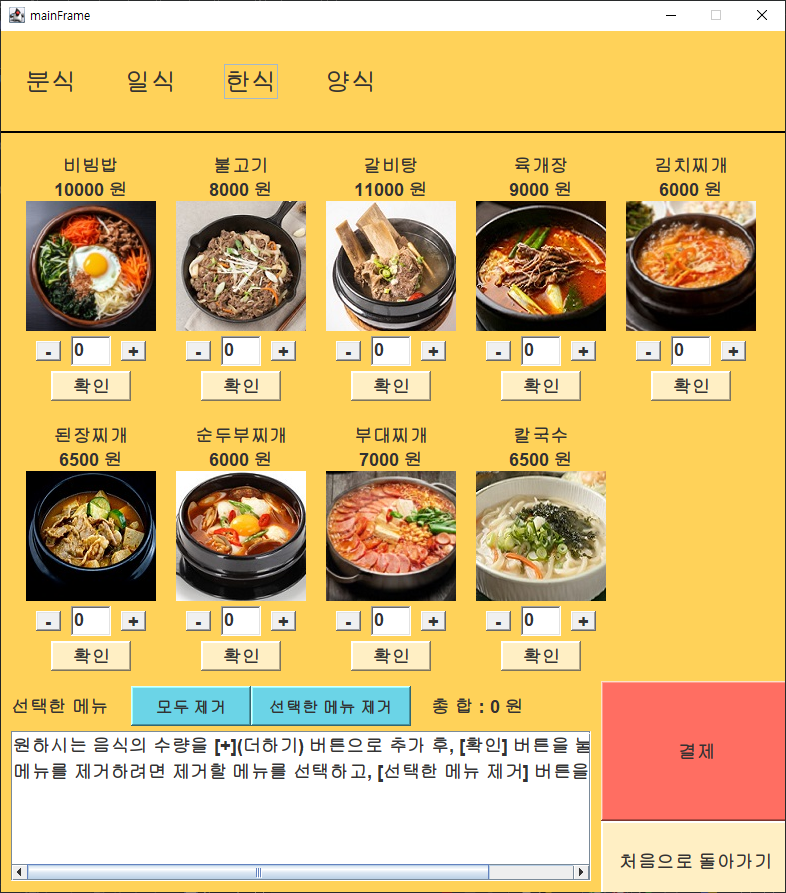 mainFrame
분식 일식 한식 양식
비빔밥 불고기 갈비탕 육개장 김치찌개
10000 원 8000 원 11000 원 9000 원 6000 원
- 0 + - 0 + - 0 + - 0 + - 0 +
확인 확인 확인 확인 확인
된장찌개 순두부찌개 부대찌개 칼국수
6500 원 6000 원 7000 원 6500 원
- 0 + - 0 + - 0 + - 0 +
확인 확인 확인 확인
선택한 메뉴 모두 제거 선택한 메뉴 제거 총 합 : 0 원
원하시는 음식의 수량을 [+](더하기) 버튼으로 추가 후, [확인] 버튼을
메뉴를 제거하려면 제거할 메뉴를 선택하고, [선택한 메뉴 제거] 버튼을
결제
처음으로 돌아가기